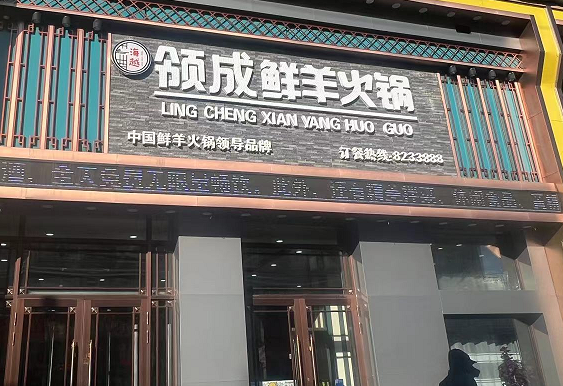 海越
领成鲜羊火锅
LING CHENG XIAN YANG HUO GUO
中国鲜羊火锅领导品牌
订餐热线:8233888